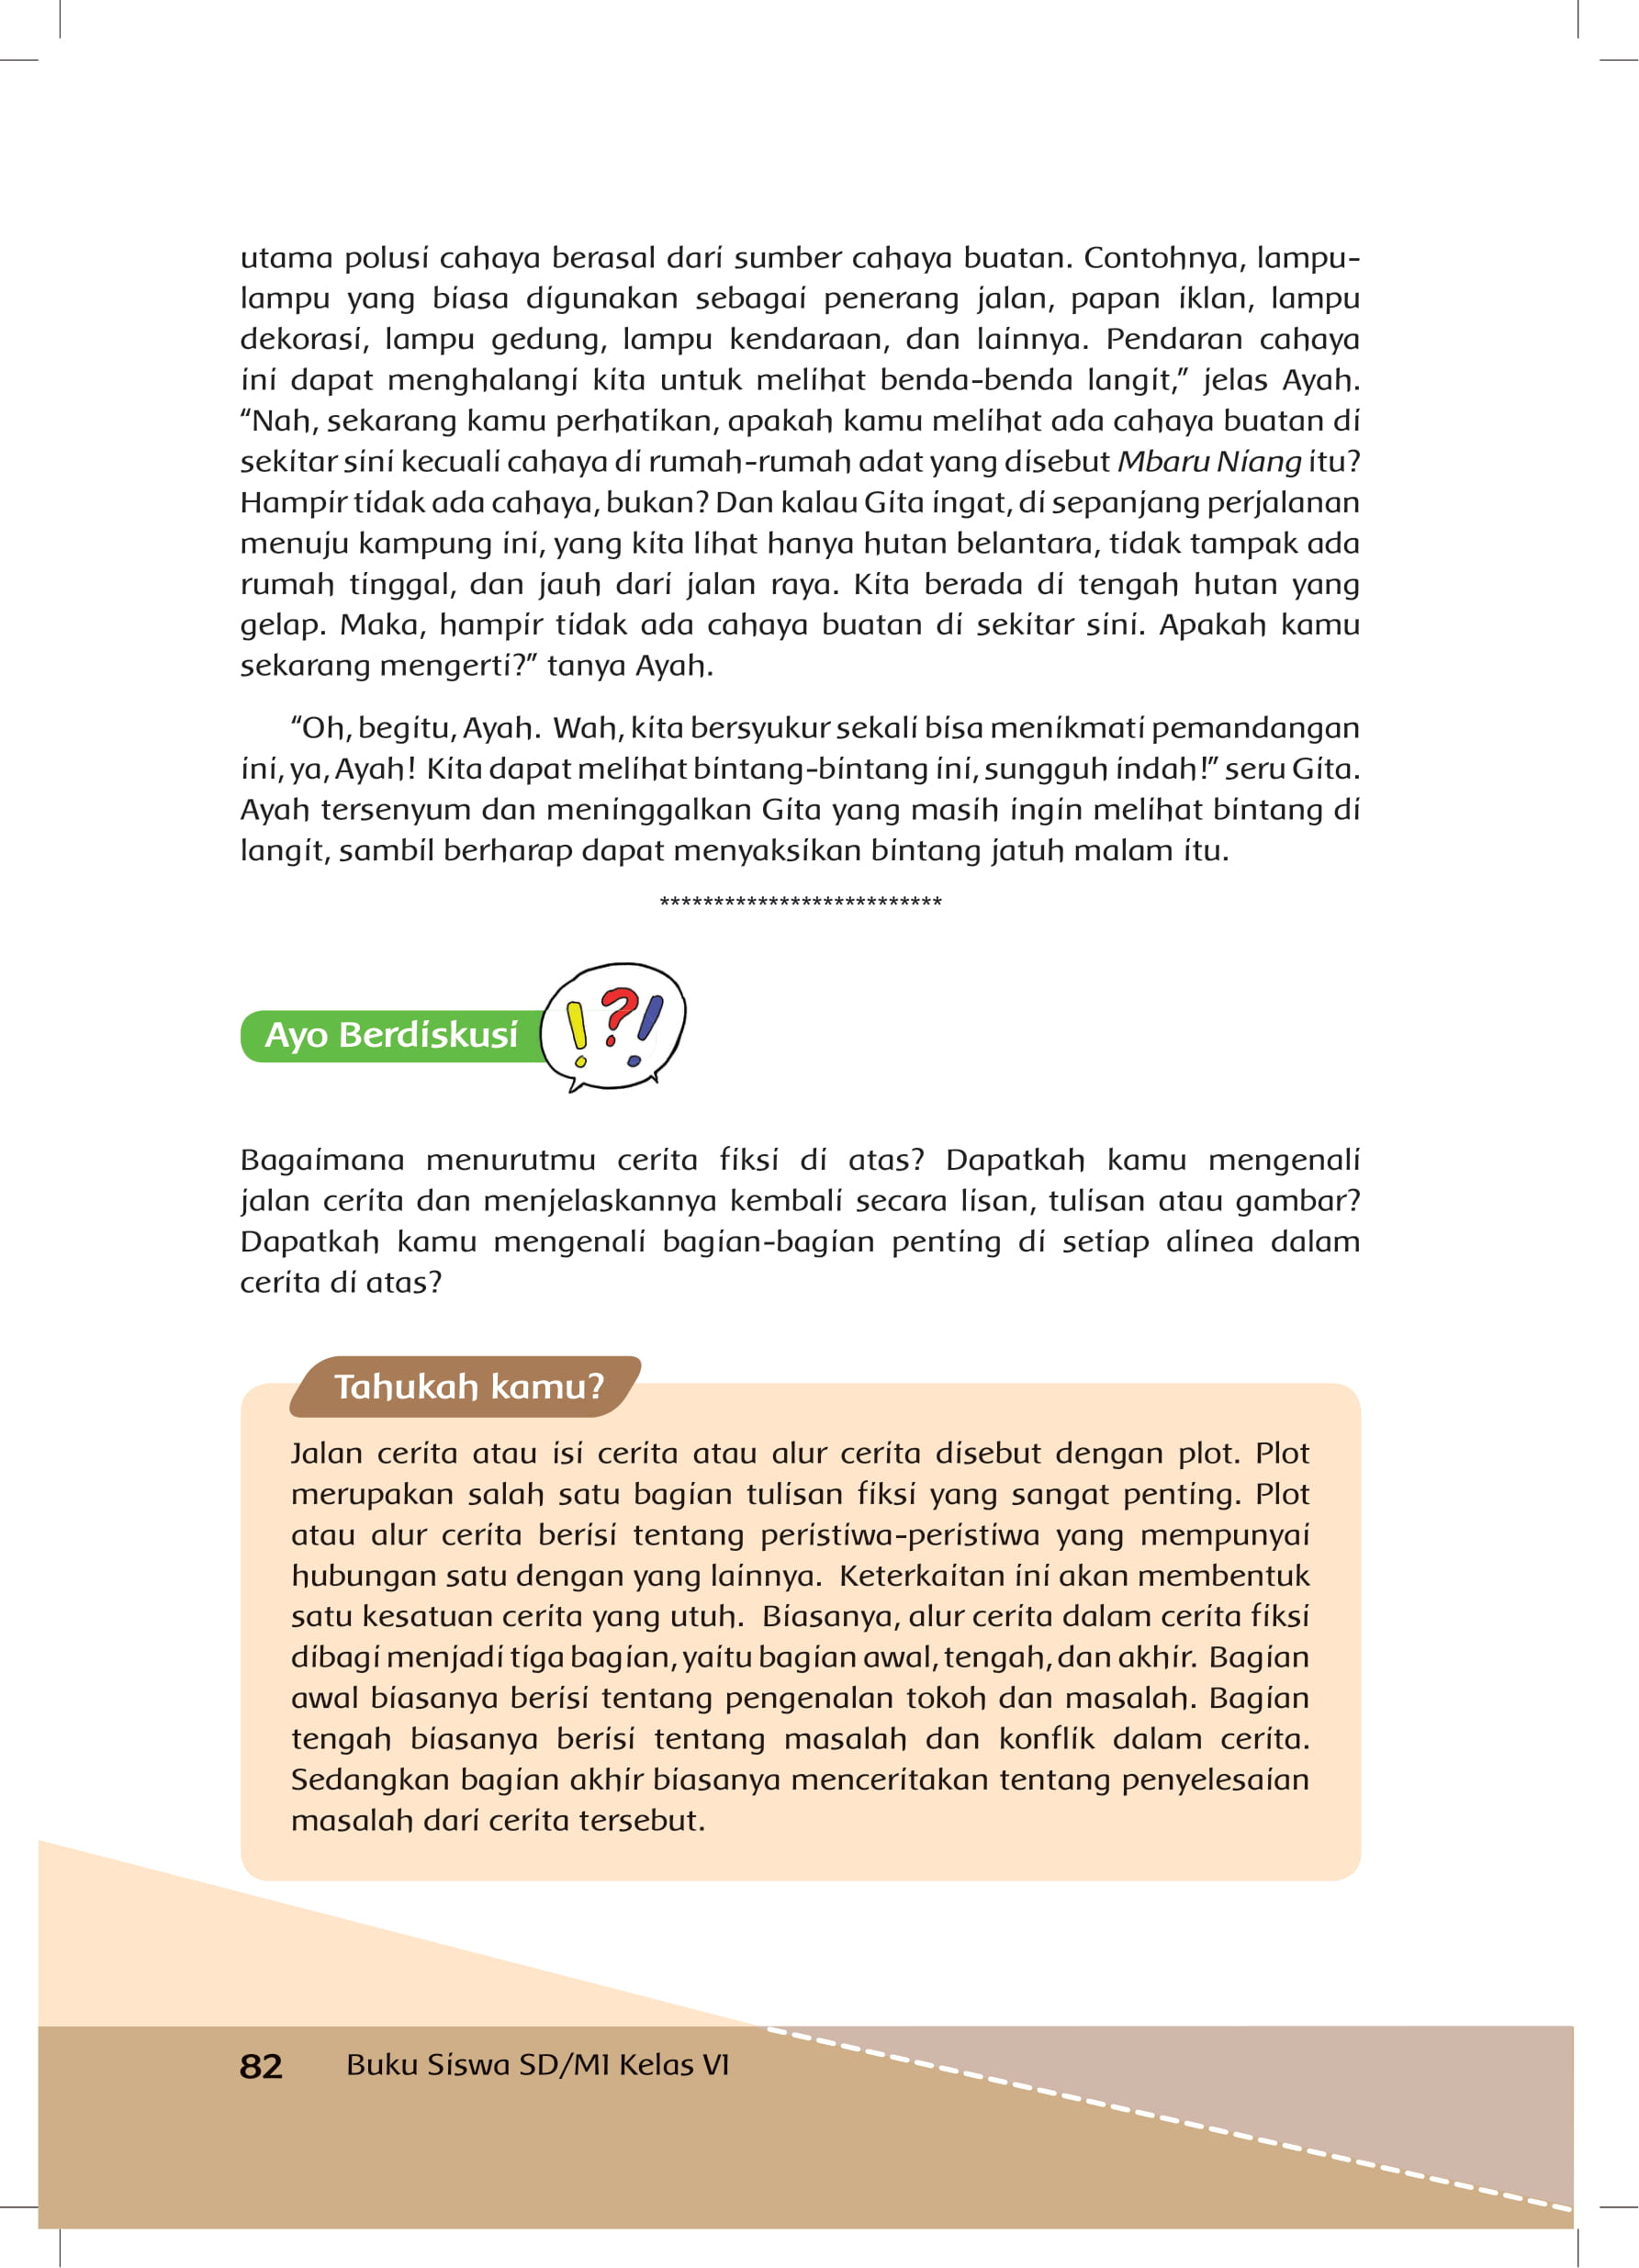 utama polusi cahaya berasal dari sumber cahaya buatan. Contohnya, lampu-
lampu yang biasa digunakan sebagai penerang jalan, papan iklan, lampu
dekorasi, lampu gedung, lampu kendaraan, dan lainnya. Pendaran cahaya
ini dapat menghalangi kita untuk melihat benda-benda langit,” jelas Ayah.
“Nah, sekarang kamu perhatikan, apakah kamu melihat ada cahaya buatan di
sekitar sini kecuali cahaya di rumah-rumah adat yang disebut Mbaru Niang itu?
Hampir tidak ada cahaya, bukan? Dan kalau Gita ingat, di sepanjang perjalanan
menuju kampung ini, yang kita lihat hanya hutan belantara, tidak tampak ada
rumah tinggal, dan jauh dari jalan raya. Kita berada di tengah hutan yang
gelap. Maka, hampir tidak ada cahaya buatan di sekitar sini. Apakah kamu
sekarang mengerti?” tanya Ayah.
“Oh, begitu, Ayah. Wah, kita bersyukur sekali bisa menikmati pemandangan
ini, ya, Ayah! Kita dapat melihat bintang-bintang ini, sungguh indah!” seru Gita.
Ayah tersenyum dan meninggalkan Gita yang masih ingin melihat bintang di
langit, sambil berharap dapat menyaksikan bintang jatuh malam itu.
**************************
Ayo Berdiskusi
!?!
Bagaimana menurutmu cerita fiksi di atas? Dapatkah kamu mengenali
jalan cerita dan menjelaskannya kembali secara lisan, tulisan atau gambar?
Dapatkah kamu mengenali bagian-bagian penting di setiap alinea dalam
cerita di atas?
Tahukah kamu?
Jalan cerita atau isi cerita atau alur cerita disebut dengan plot. Plot
merupakan salah satu bagian tulisan fiksi yang sangat penting. Plot
atau alur cerita berisi tentang peristiwa-peristiwa yang mempunyai
hubungan satu dengan yang lainnya. Keterkaitan ini akan membentuk
satu kesatuan cerita yang utuh. Biasanya, alur cerita dalam cerita fiksi
dibagi menjadi tiga bagian, yaitu bagian awal, tengah, dan akhir. Bagian
awal biasanya berisi tentang pengenalan tokoh dan masalah. Bagian
tengah biasanya berisi tentang masalah dan konflik dalam cerita.
Sedangkan bagian akhir biasanya menceritakan tentang penyelesaian
masalah dari cerita tersebut.
82 Buku Siswa SD/MI Kelas VI